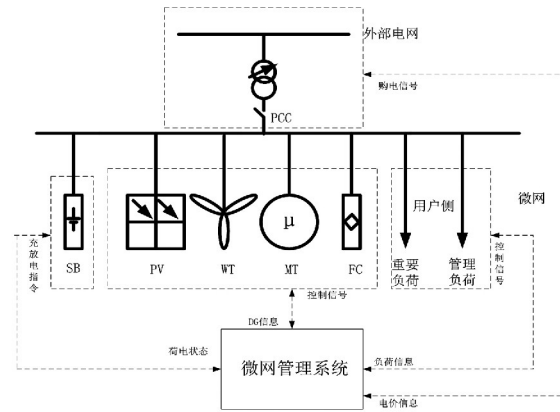 外部电网
购电信号
PCC
微网
用户侧
充放电指令
控制信号
SB
PV
WT
μ
MT
FC
重要负荷
管理负荷
控制信号
DG信息
荷电状态
微网管理系统
负荷信息
电价信息